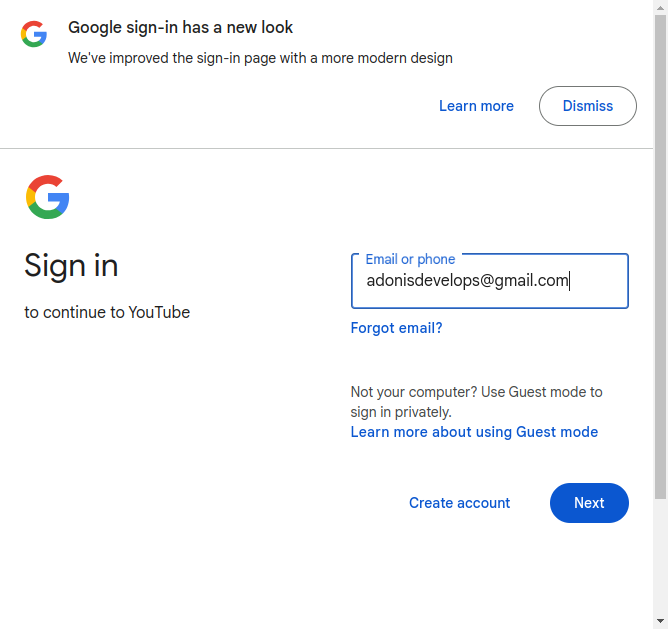 Google sign-in has a new look
We've improved the sign-in page with a more modern design
Learn more
Dismiss
Sign in
to continue to YouTube
Email or phone
adonisdevelops@gmail.com
Forgot email?
Not your computer? Use Guest mode to
sign in privately.
Learn more about using Guest mode
Create account
Next